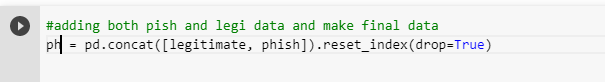 #adding both pish and legi data and make final data
ph = pd.concat([legitimate, phish]).reset_index(drop=True)